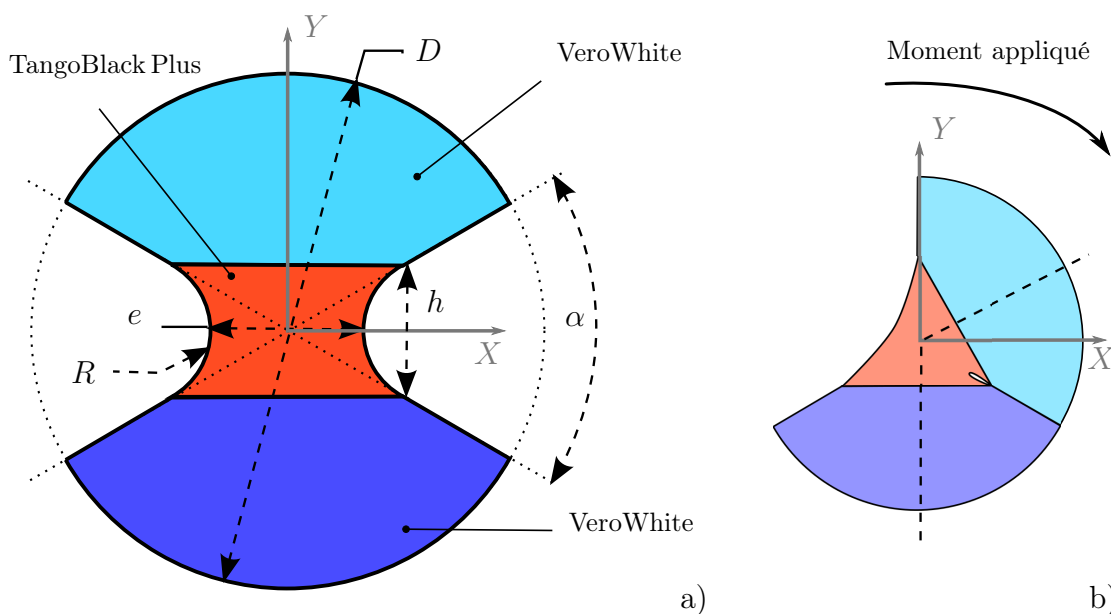 Y
D
TangoBlack Plus
VeroWhite
e
h
α
R
X
VeroWhite
a)
Moment appliqué
Y
X
b)